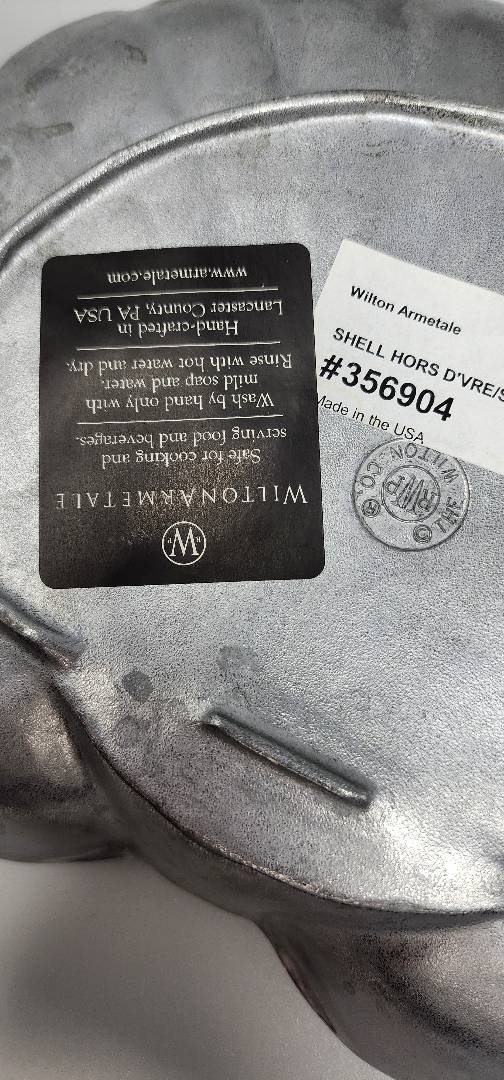 W
WILTONARMETALE
Safe for cooking and
serving food and beverages.
Wash by hand only with
mild soap and water.
Rinse with hot water and dry.
Hand-crafted in
Lancaster County, PA USA
www.armetale.com
Wilton Armetale
SHELL HORS D'VRE/S
#356904
Made in the USA
© THE WILTON CO.
RWP